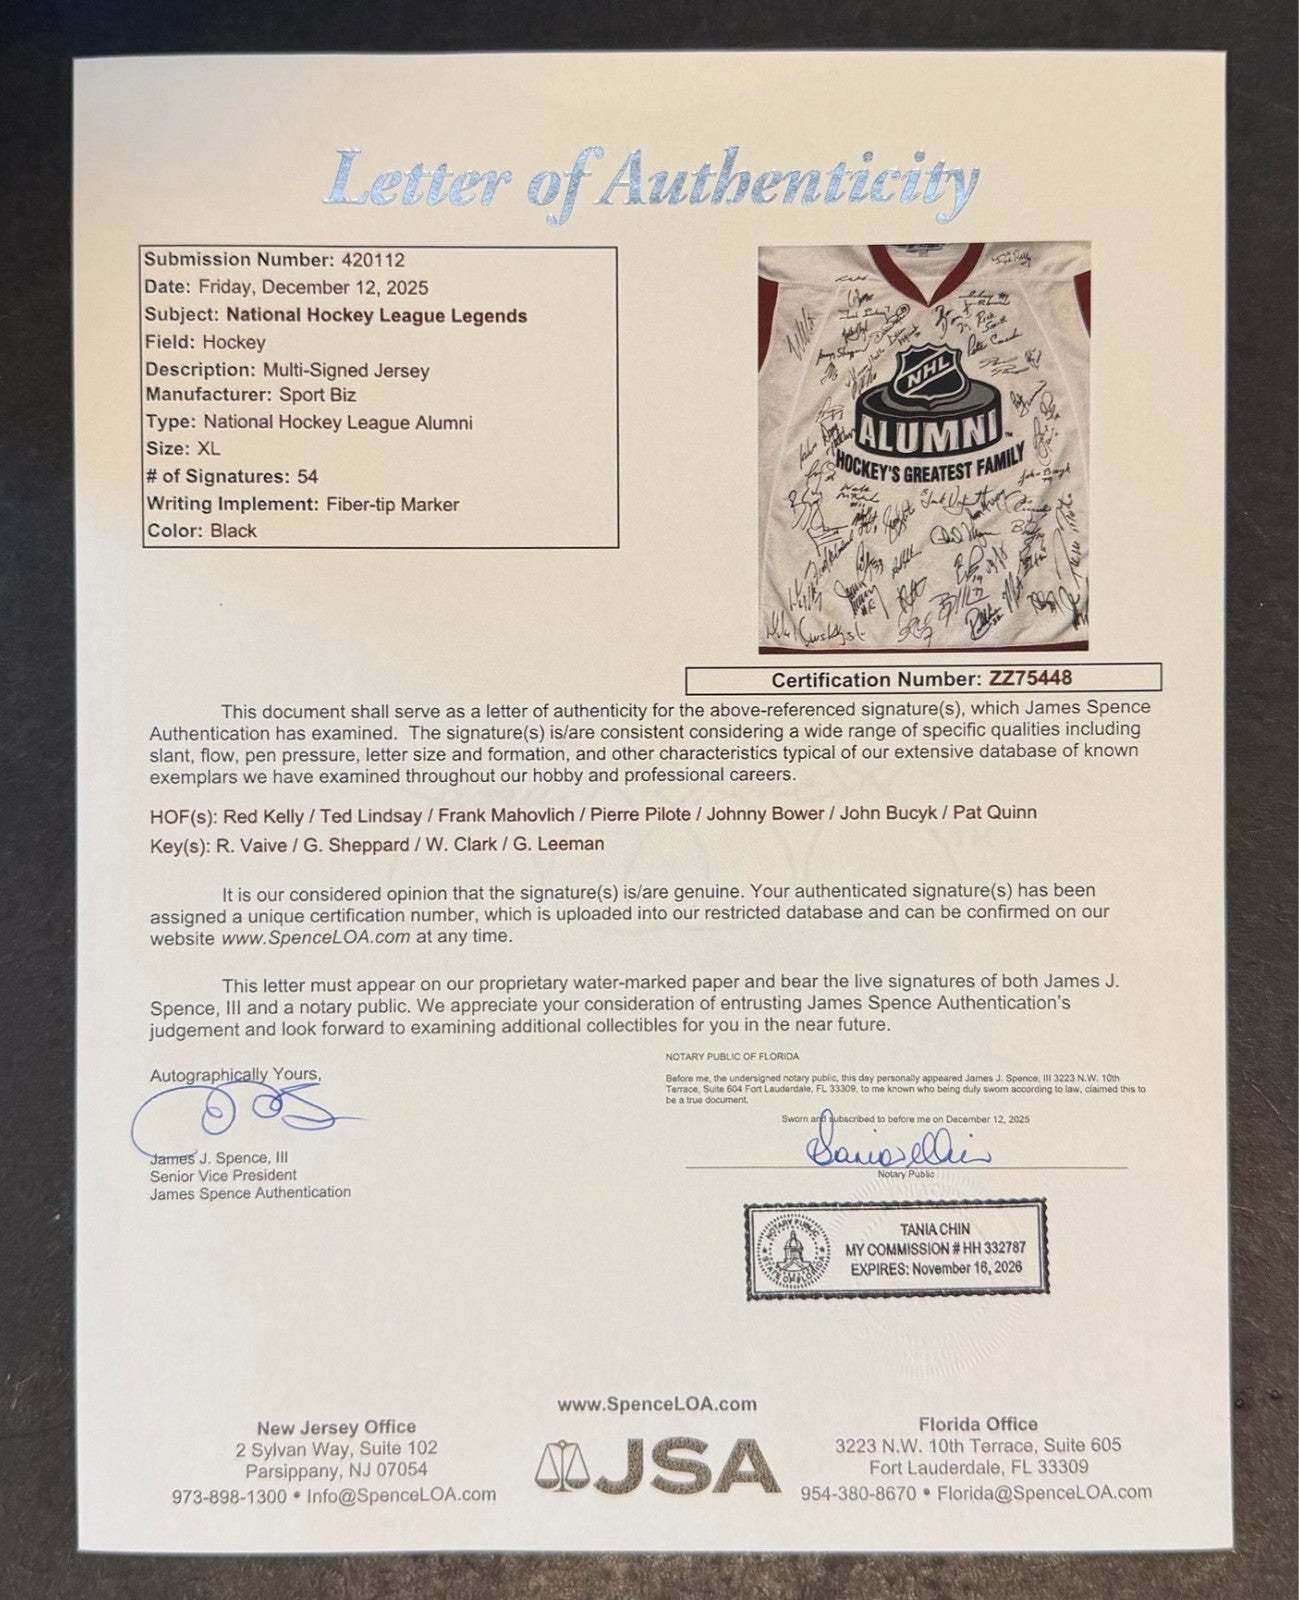 Letter of Authenticity
Submission Number: 420112
Date: Friday, December 12, 2025
Subject: National Hockey League Legends
Field: Hockey
Description: Multi-Signed Jersey
Manufacturer: Sport Biz
Type: National Hockey League Alumni
Size: XL
# of Signatures: 54
Writing Implement: Fiber-tip Marker
Color: Black
NHL
ALUMNI
HOCKEY'S GREATEST FAMILY
Certification Number: ZZ75448
This document shall serve as a letter of authenticity for the above-referenced signature(s), which James Spence
Authentication has examined. The signature(s) is/are consistent considering a wide range of specific qualities including
slant, flow, pen pressure, letter size and formation, and other characteristics typical of our extensive database of known
exemplars we have examined throughout our hobby and professional careers.
HOF(s): Red Kelly / Ted Lindsay / Frank Mahovlich / Pierre Pilote / Johnny Bower / John Bucyk / Pat Quinn
Key(s): R. Vaive / G. Sheppard / W. Clark / G. Leeman
It is our considered opinion that the signature(s) is/are genuine. Your authenticated signature(s) has been
assigned a unique certification number, which is uploaded into our restricted database and can be confirmed on our
website www.SpenceLOA.com at any time.
This letter must appear on our proprietary water-marked paper and bear the live signatures of both James J.
Spence, III and a notary public. We appreciate your consideration of entrusting James Spence Authentication's
judgement and look forward to examining additional collectibles for you in the near future.
Autographically Yours,
James J. Spence, III
Senior Vice President
James Spence Authentication
NOTARY PUBLIC OF FLORIDA
Before me, the undersigned notary public, this day personally appeared James J. Spence, III 3223 N.W. 10th
Terrace, Suite 604 Fort Lauderdale, FL 33309, to me known who being duly sworn according to law, claimed this to
be a true document.
Sworn and subscribed to before me on December 12, 2025
Notary Public
NOTARY PUBLIC
STATE OF FLORIDA
TANIA CHIN
MY COMMISSION # HH 332787
EXPIRES: November 16, 2026
www.SpenceLOA.com
New Jersey Office
2 Sylvan Way, Suite 102
Parsippany, NJ 07054
973-898-1300 • Info@SpenceLOA.com
JSA
Florida Office
3223 N.W. 10th Terrace, Suite 605
Fort Lauderdale, FL 33309
954-380-8670 • Florida@SpenceLOA.com